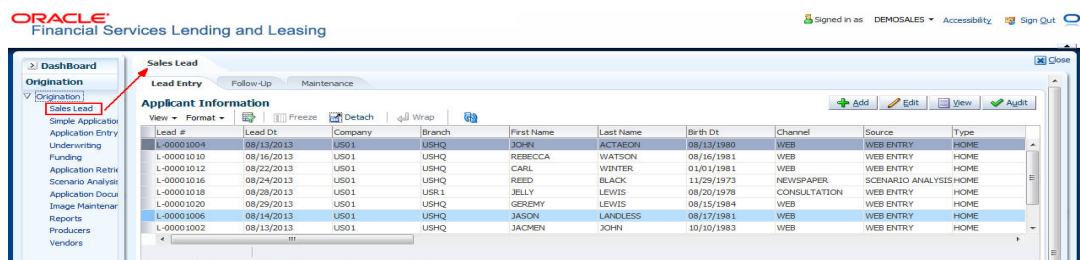 ORACLE
Financial Services Lending and Leasing
Signed in as DEMOSALES Accessibility Sign Out
Close
DashBoard
Origination
Origination
Sales Lead
Simple Application
Application Entry
Underwriting
Funding
Application Retrie
Scenario Analysis
Application Docu
Image Maintenan
Reports
Producers
Vendors
Sales Lead
Lead Entry Follow-Up Maintenance
Applicant Information
Add Edit View Audit
View Format Freeze Detach Wrap
Lead # Lead Dt Company Branch First Name Last Name Birth Dt Channel Source Type
L-00001004 08/13/2013 US01 USHQ JOHN ACTAEON 08/13/1980 WEB WEB ENTRY HOME
L-00001010 08/16/2013 US01 USHQ REBECCA WATSON 08/16/1981 WEB WEB ENTRY HOME
L-00001012 08/22/2013 US01 USHQ CARL WINTER 01/01/1981 WEB WEB ENTRY HOME
L-00001016 08/24/2013 US01 USHQ REED BLACK 11/29/1973 NEWSPAPER SCENARIO ANALYSIS HOME
L-00001018 08/28/2013 US01 USR1 JELLY LEWIS 08/20/1978 CONSULTATION WEB ENTRY HOME
L-00001020 08/29/2013 US01 USHQ GEREMY LEWIS 08/15/1984 WEB WEB ENTRY HOME
L-00001006 08/14/2013 US01 USHQ JASON LANDLESS 08/17/1981 WEB WEB ENTRY HOME
L-00001002 08/13/2013 US01 USHQ JACMEN JOHN 10/10/1983 WEB WEB ENTRY HOME